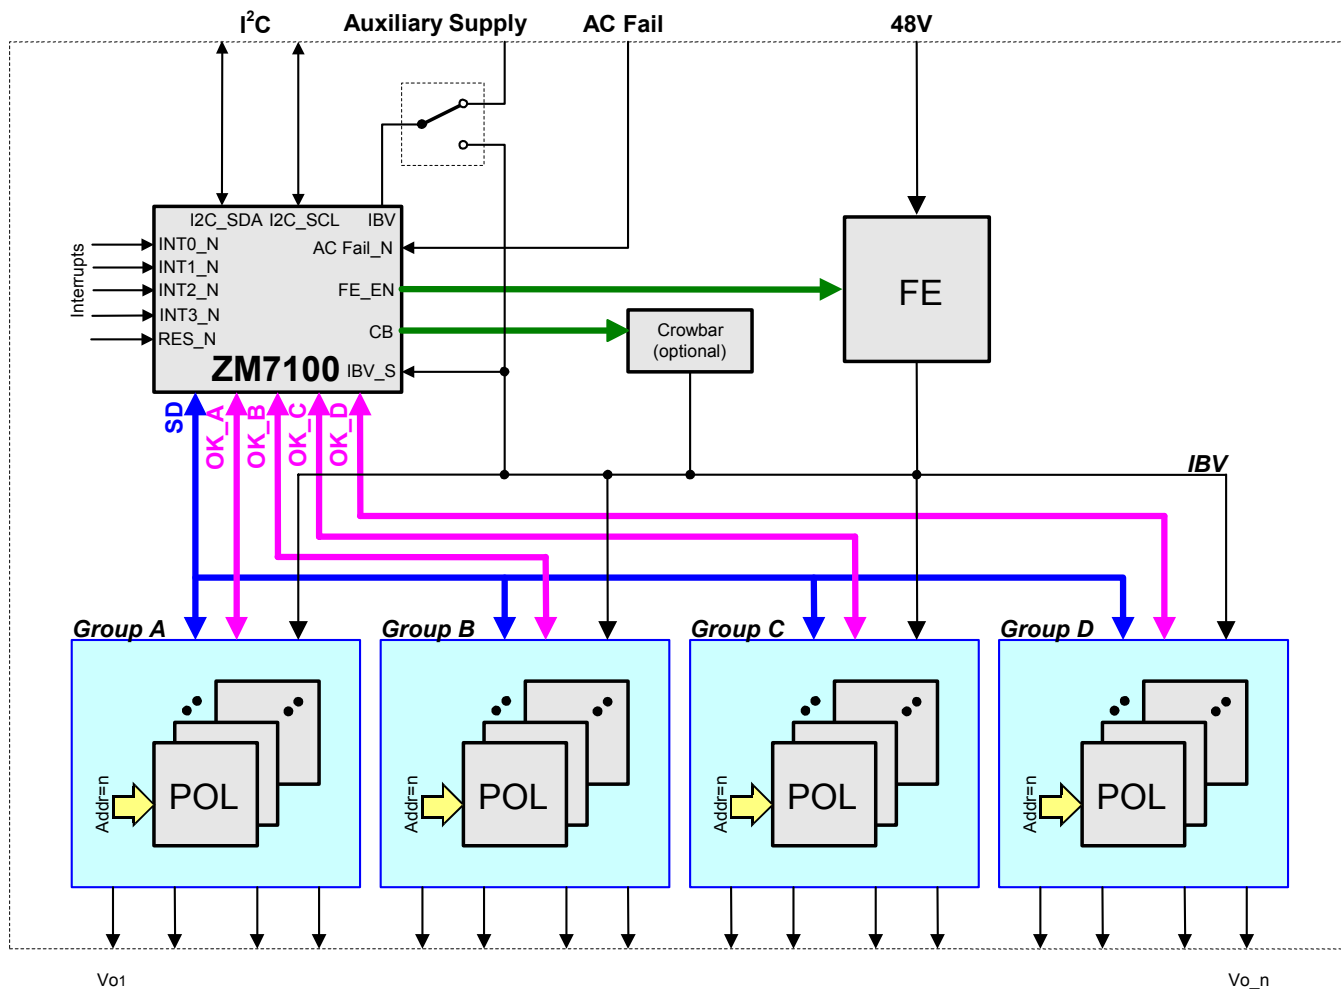 I²C
Auxiliary Supply
AC Fail
48V
I2C_SDA
I2C_SCL
IBV
INT0_N
INT1_N
INT2_N
INT3_N
RES_N
Interrupts
AC Fail_N
FE_EN
CB
IBV_S
ZM7100
FE
Crowbar
(optional)
SD
OK_A
OK_B
OK_C
OK_D
IBV
Group A
Group B
Group C
Group D
Addr=n
POL
Addr=n
POL
Addr=n
POL
Addr=n
POL
Vo1
Vo_n